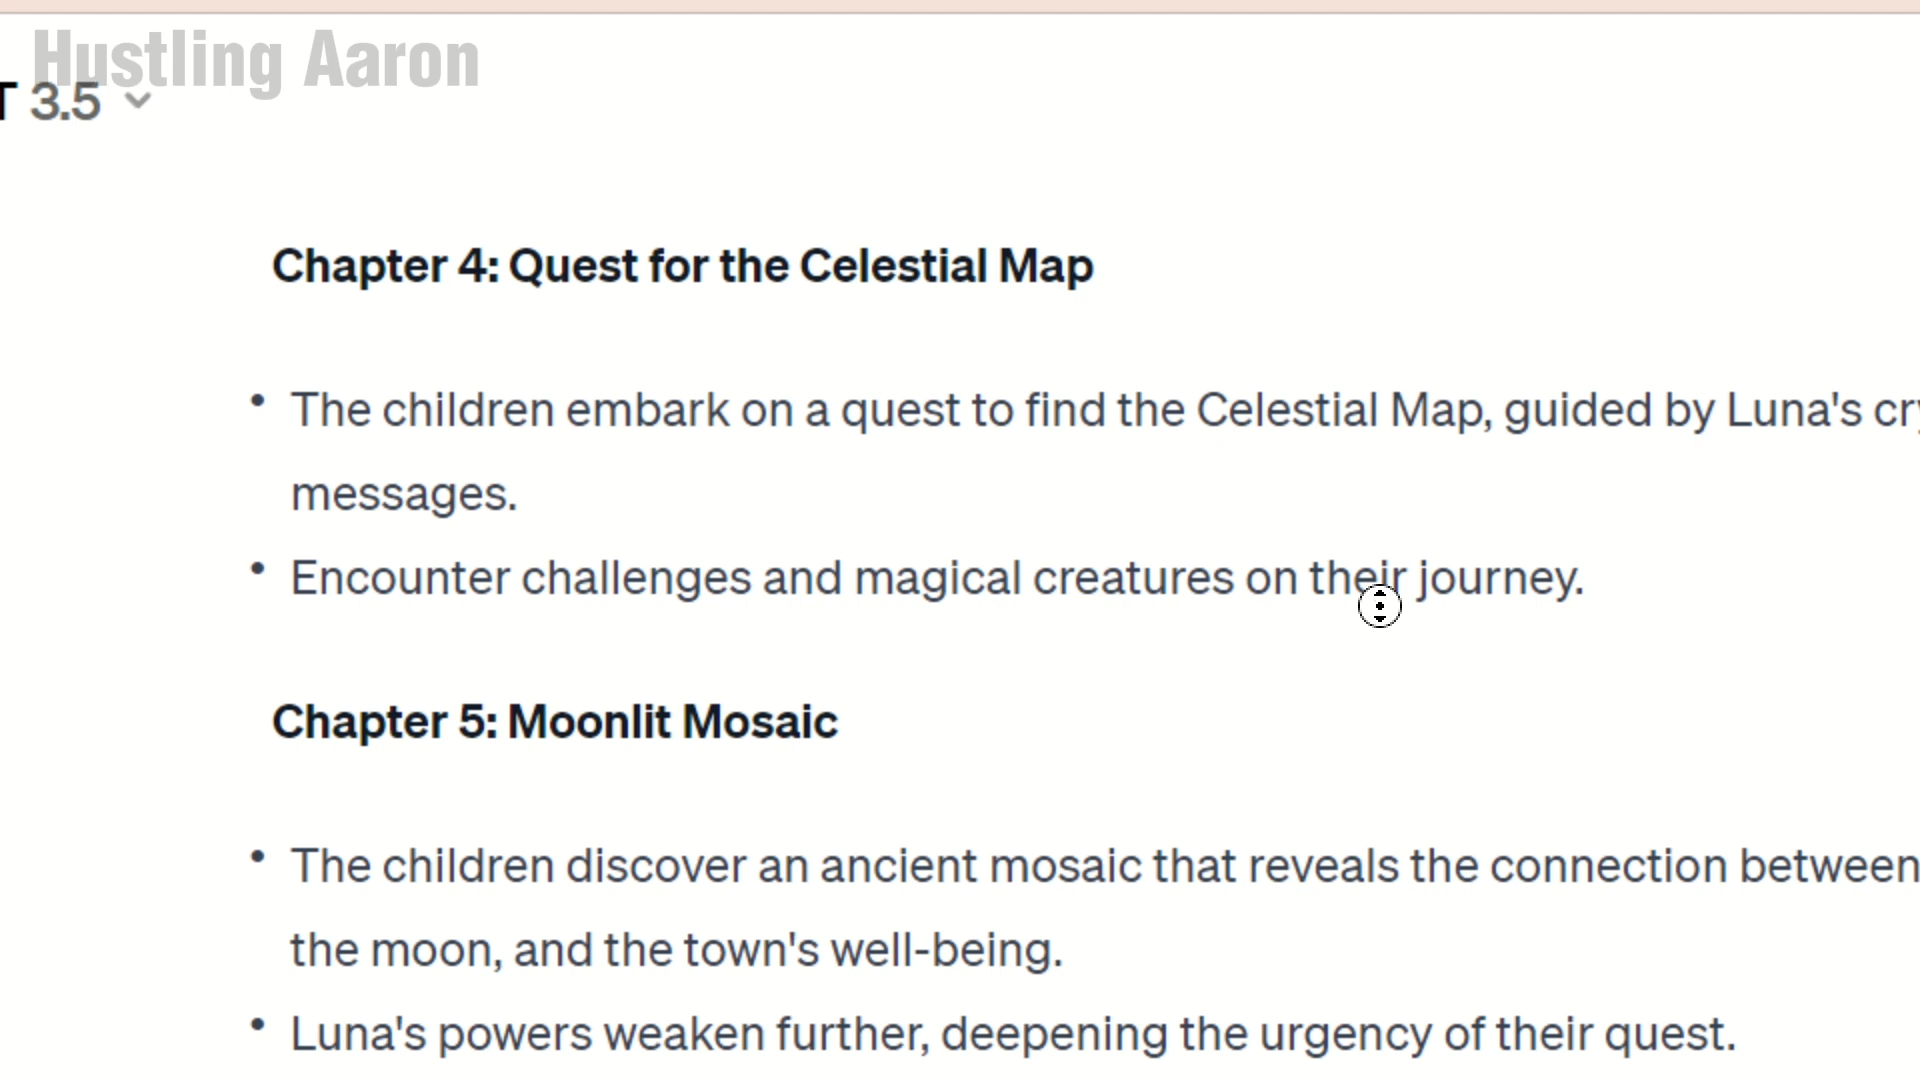 Hustling Aaron
T 3.5
Chapter 4: Quest for the Celestial Map
• The children embark on a quest to find the Celestial Map, guided by Luna's
messages.
• Encounter challenges and magical creatures on their journey.
Chapter 5: Moonlit Mosaic
• The children discover an ancient mosaic that reveals the connection between
the moon, and the town's well-being.
• Luna's powers weaken further, deepening the urgency of their quest.